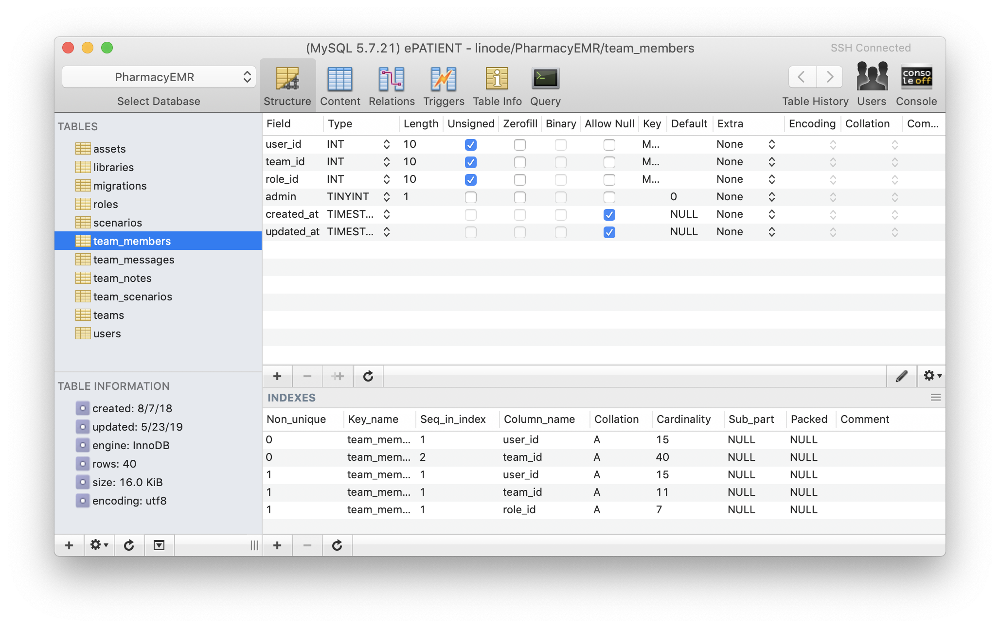 (MySQL 5.7.21) ePATIENT - linode/PharmacyEMR/team_members
SSH Connected
PharmacyEMR
Select Database
Structure Content Relations Triggers Table Info Query
conso
le off
Table History Users Console
TABLES
assets
libraries
migrations
roles
scenarios
team_members
team_messages
team_notes
team_scenarios
teams
users
TABLE INFORMATION
created: 8/7/18
updated: 5/23/19
engine: InnoDB
rows: 40
size: 16.0 KiB
encoding: utf8
Field Type Length Unsigned Zerofill Binary Allow Null Key Default Extra Encoding Collation Com...
user_id INT 10 M... None
team_id INT 10 M... None
role_id INT 10 M... None
admin TINYINT 1 0 None
created_at TIMEST... NULL None
updated_at TIMEST... NULL None
INDEXES
Non_unique Key_name Seq_in_index Column_name Collation Cardinality Sub_part Packed Comment
0 team_mem... 1 user_id A 15 NULL NULL
0 team_mem... 2 team_id A 40 NULL NULL
1 team_mem... 1 user_id A 15 NULL NULL
1 team_mem... 1 team_id A 11 NULL NULL
1 team_mem... 1 role_id A 7 NULL NULL